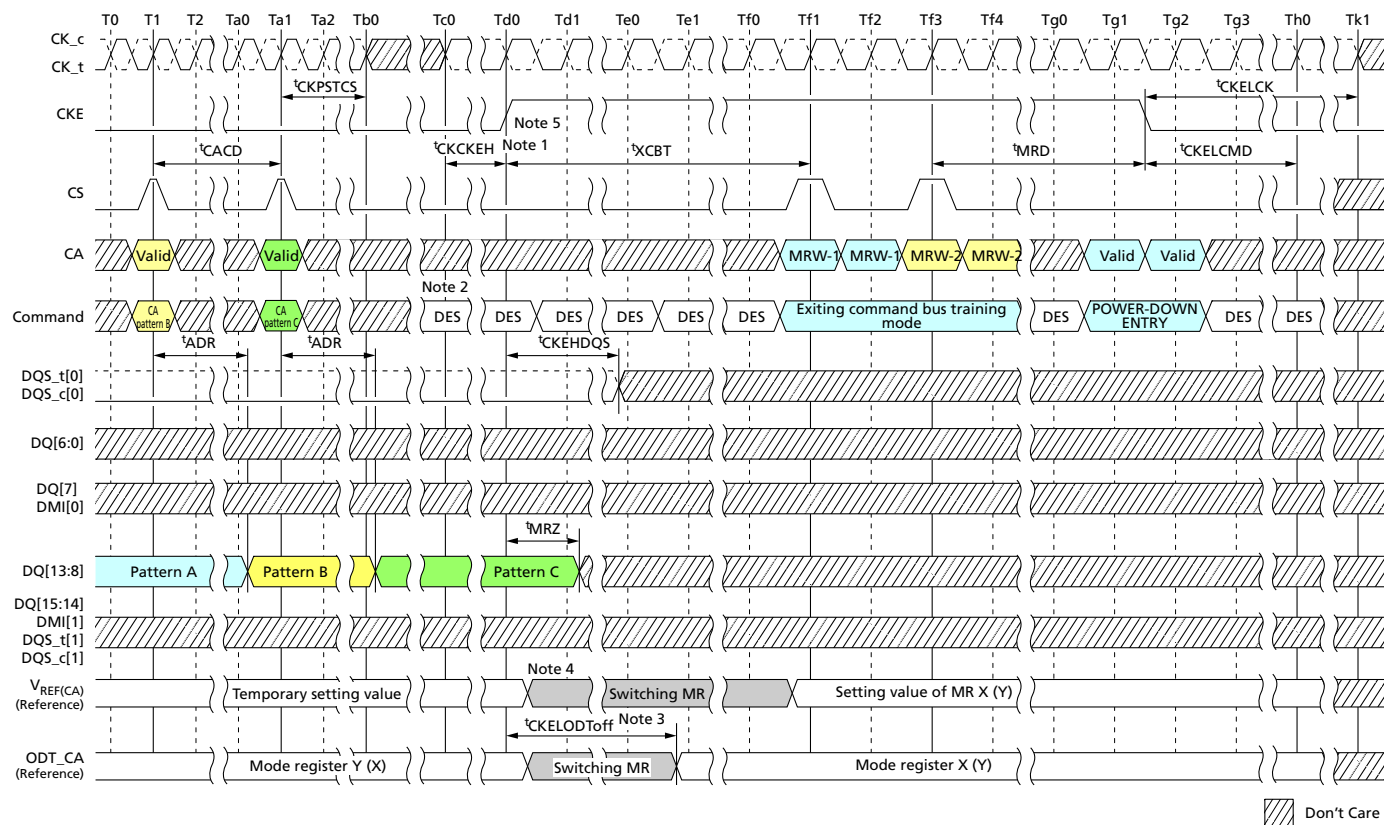 T0 T1 T2 Ta0 Ta1 Ta2 Tb0 Tc0 Td0 Td1 Te0 Te1 Tf0 Tf1 Tf2 Tf3 Tf4 Tg0 Tg1 Tg2 Tg3 Th0 Tk1
CK_c
CK_t
tCKPSTCS
tCKELCK
CKE
Note 5
tCACD
tCKCKEH
Note 1
tXCBT
tMRD
tCKELCMD
CS
CA
Valid
Valid
MRW-1
MRW-1
MRW-2
MRW-2
Valid
Valid
Note 2
Command
CA
pattern B
CA
pattern C
DES
DES
DES
DES
DES
DES
Exiting command bus training
mode
DES
POWER-DOWN
ENTRY
DES
DES
tADR
tADR
tCKEHDQS
DQS_t[0]
DQS_c[0]
DQ[6:0]
DQ[7]
DMI[0]
tMRZ
DQ[13:8]
Pattern A
Pattern B
Pattern C
DQ[15:14]
DMI[1]
DQS_t[1]
DQS_c[1]
Note 4
VREF(CA)
(Reference)
Temporary setting value
Switching MR
Setting value of MR X (Y)
tCKELODToff
Note 3
ODT_CA
(Reference)
Mode register Y (X)
Switching MR
Mode register X (Y)
Don't Care